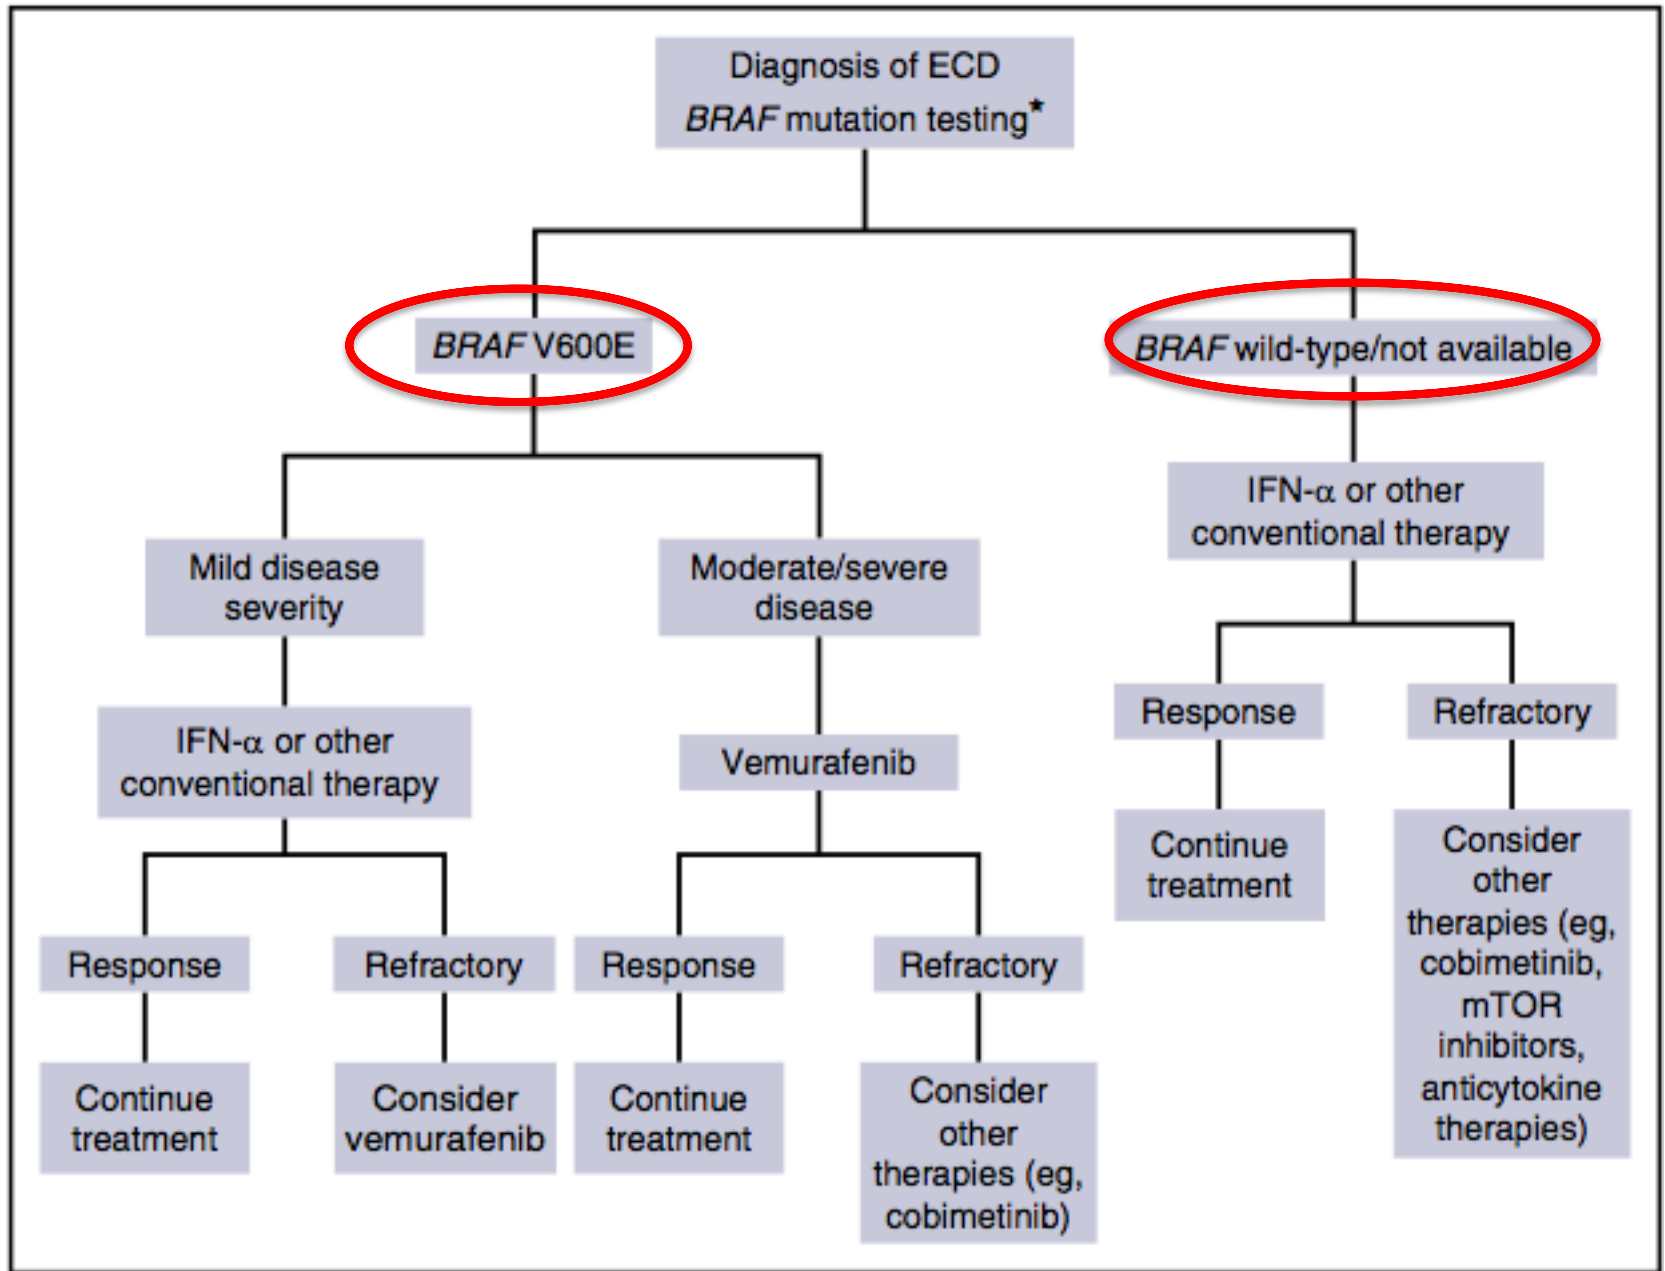 Diagnosis of ECD
BRAF mutation testing*
BRAF V600E
BRAF wild-type/not available
Mild disease
severity
Moderate/severe
disease
IFN-α or other
conventional therapy
IFN-α or other
conventional therapy
Vemurafenib
Response
Refractory
Continue
treatment
Consider
other
therapies (eg,
cobimetinib,
mTOR
inhibitors,
anticytokine
therapies)
Response
Refractory
Response
Refractory
Continue
treatment
Consider
vemurafenib
Continue
treatment
Consider
other
therapies (eg,
cobimetinib)